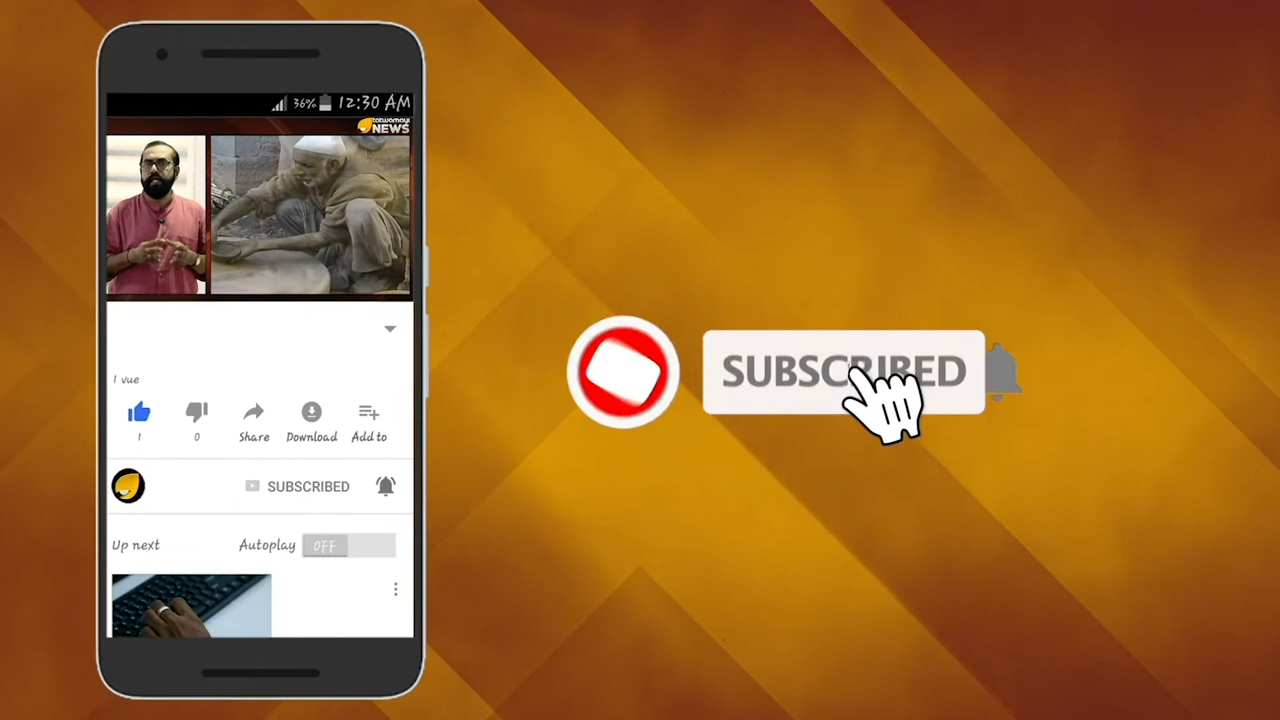 36% 12:30 AM
tatwamayi
NEWS
1 vue
1 0 Share Download Add to
SUBSCRIBED
Up next Autoplay OFF
SUBSCRIBED